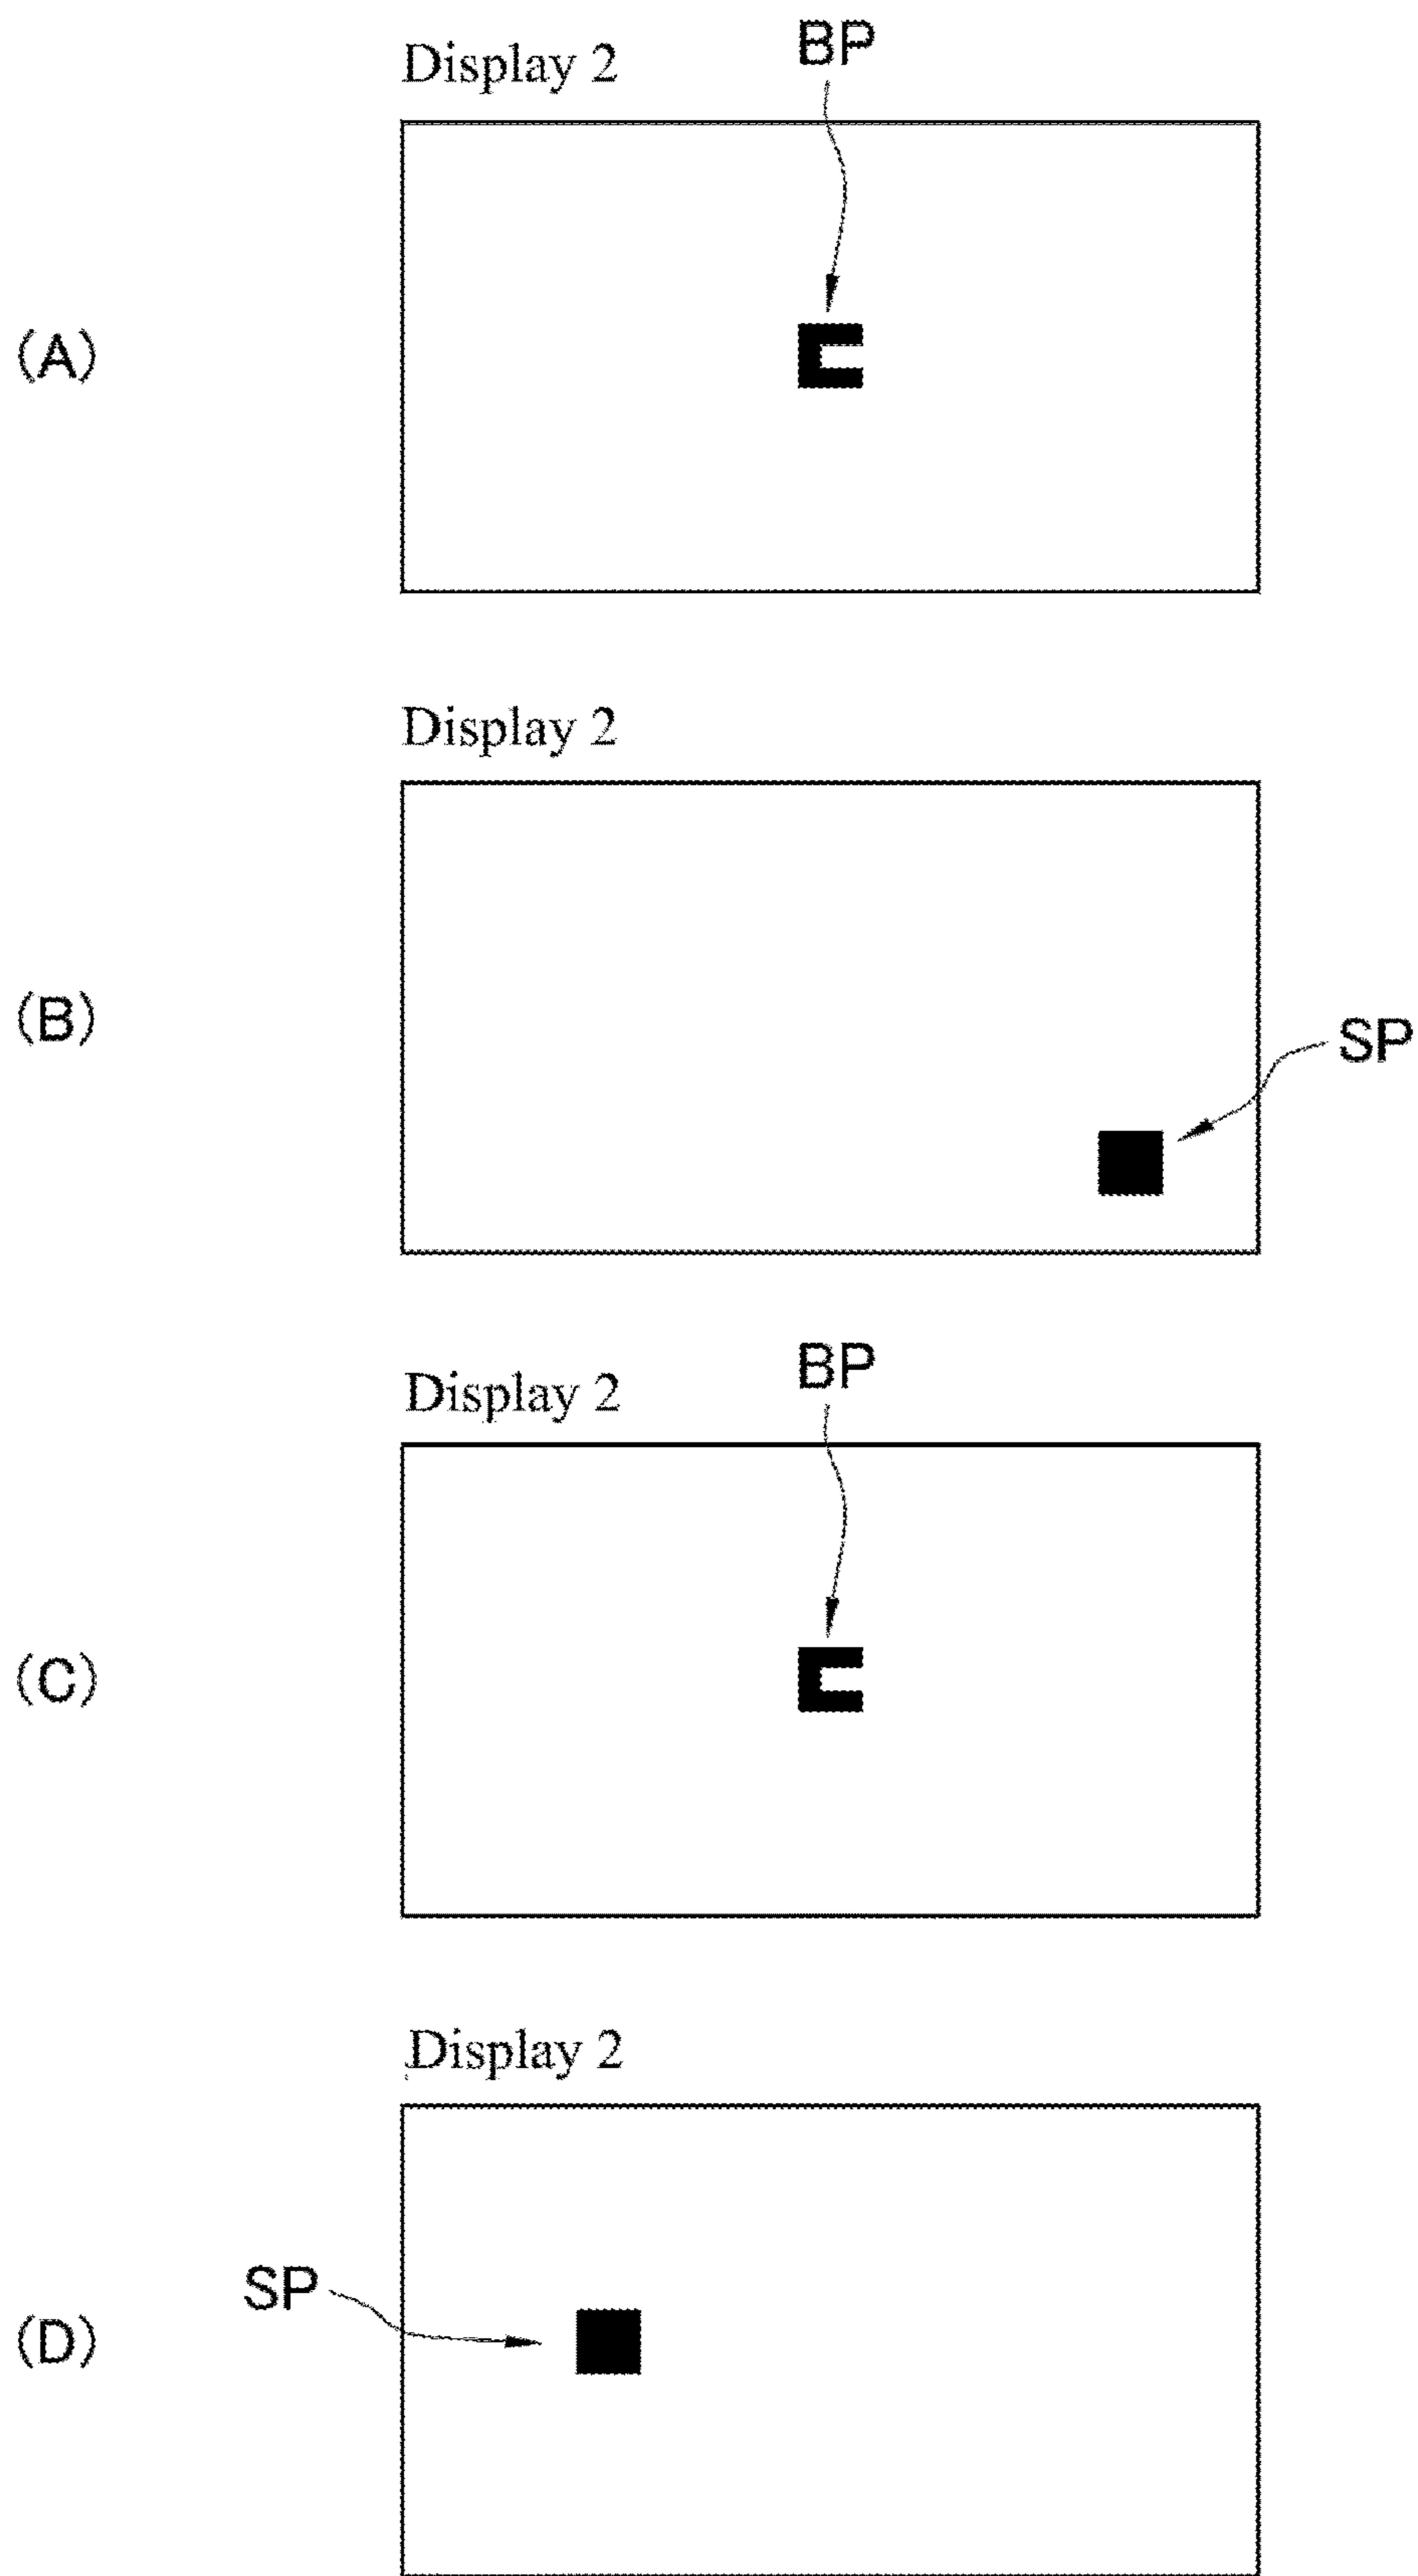 Display 2
BP
(A)
Display 2
(B)
SP
Display 2
BP
(C)
Display 2
SP
(D)